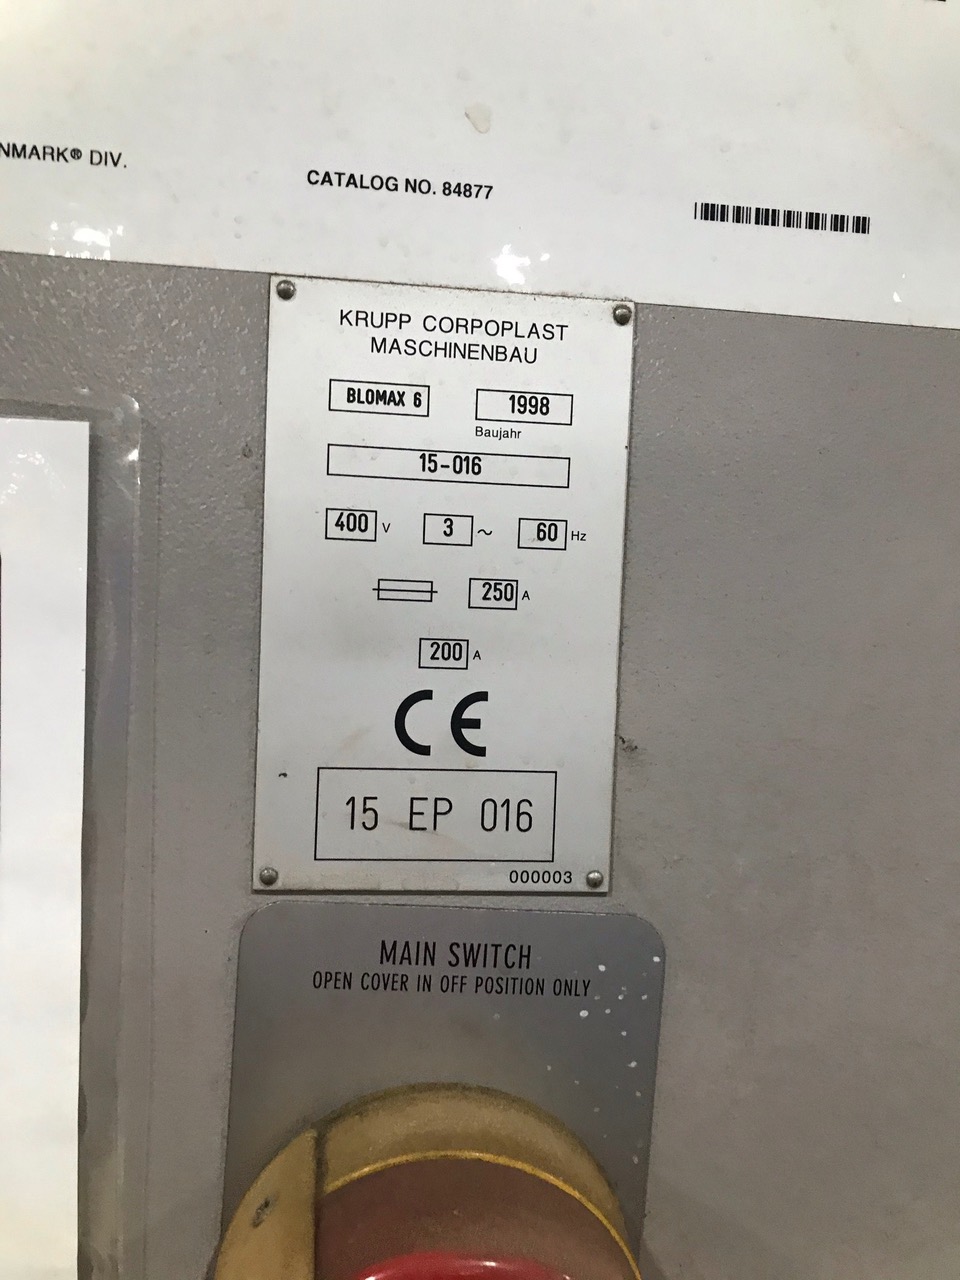 NMARK® DIV.
CATALOG NO. 84877
KRUPP CORPOPLAST
MASCHINENBAU
BLOMAX 6 1998
Baujahr
15-016
400 V 3 ~ 60 Hz
250 A
200 A
CE
15 EP 016
000003
MAIN SWITCH
OPEN COVER IN OFF POSITION ONLY